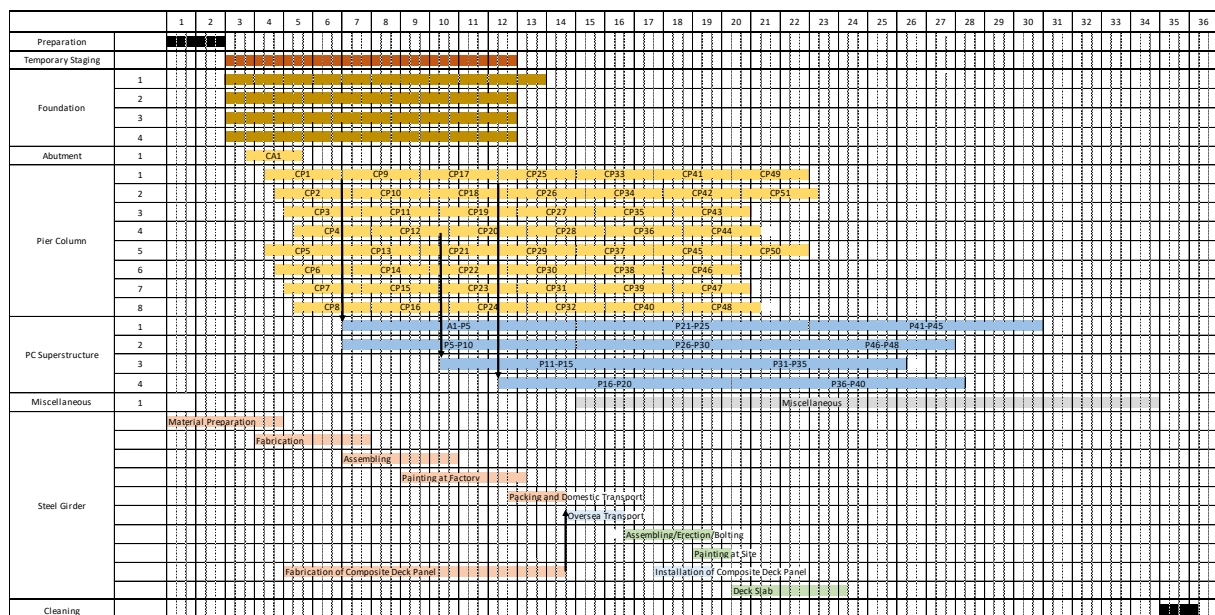 1 2 3 4 5 6 7 8 9 10 11 12 13 14 15 16 17 18 19 20 21 22 23 24 25 26 27 28 29 30 31 32 33 34 35 36
Preparation
Temporary Staging
Foundation
1
2
3
4
Abutment 1 CA1
Pier Column
1 CP1 CP9 CP17 CP25 CP33 CP41 CP49
2 CP2 CP10 CP18 CP26 CP34 CP42 CP51
3 CP3 CP11 CP19 CP27 CP35 CP43
4 CP4 CP12 CP20 CP28 CP36 CP44
5 CP5 CP13 CP21 CP29 CP37 CP45 CP50
6 CP6 CP14 CP22 CP30 CP38 CP46
7 CP7 CP15 CP23 CP31 CP39 CP47
8 CP8 CP16 CP24 CP32 CP40 CP48
PC Superstructure
1 A1-P5 P21-P25 P41-P45
2 P5-P10 P26-P30 P46-P48
3 P11-P15 P31-P35
4 P16-P20 P36-P40
Miscellaneous 1 Miscellaneous
Steel Girder
Material Preparation
Fabrication
Assembling
Painting at Factory
Packing and Domestic Transport
Oversea Transport
Assembling/Erection/Bolting
Painting at Site
Fabrication of Composite Deck Panel Installation of Composite Deck Panel
Deck Slab
Cleaning